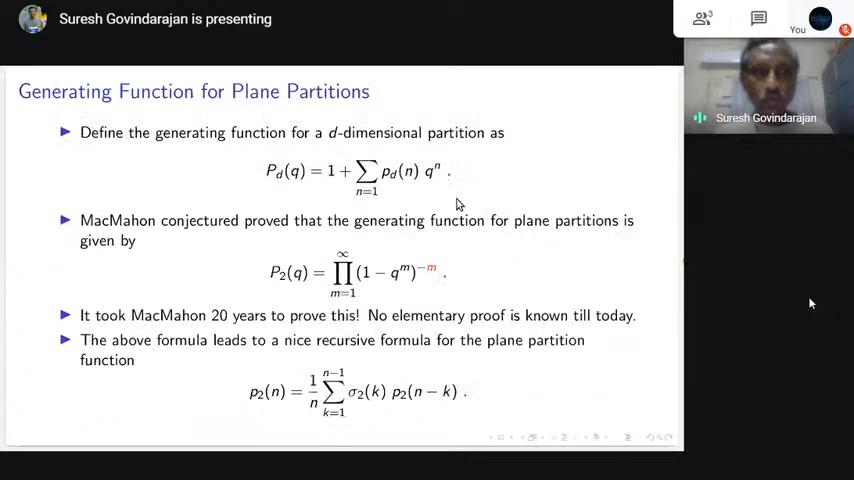 Suresh Govindarajan is presenting
3
You
Suresh Govindarajan
Generating Function for Plane Partitions
Define the generating function for a d-dimensional partition as
P_d(q) = 1 + ∑_{n=1} p_d(n) q^n .
MacMahon conjectured proved that the generating function for plane partitions is
given by
P_2(q) = ∏_{m=1}^{∞} (1 − q^m)^{−m} .
It took MacMahon 20 years to prove this! No elementary proof is known till today.
The above formula leads to a nice recursive formula for the plane partition
function
p_2(n) = 1/n ∑_{k=1}^{n−1} σ_2(k) p_2(n − k) .